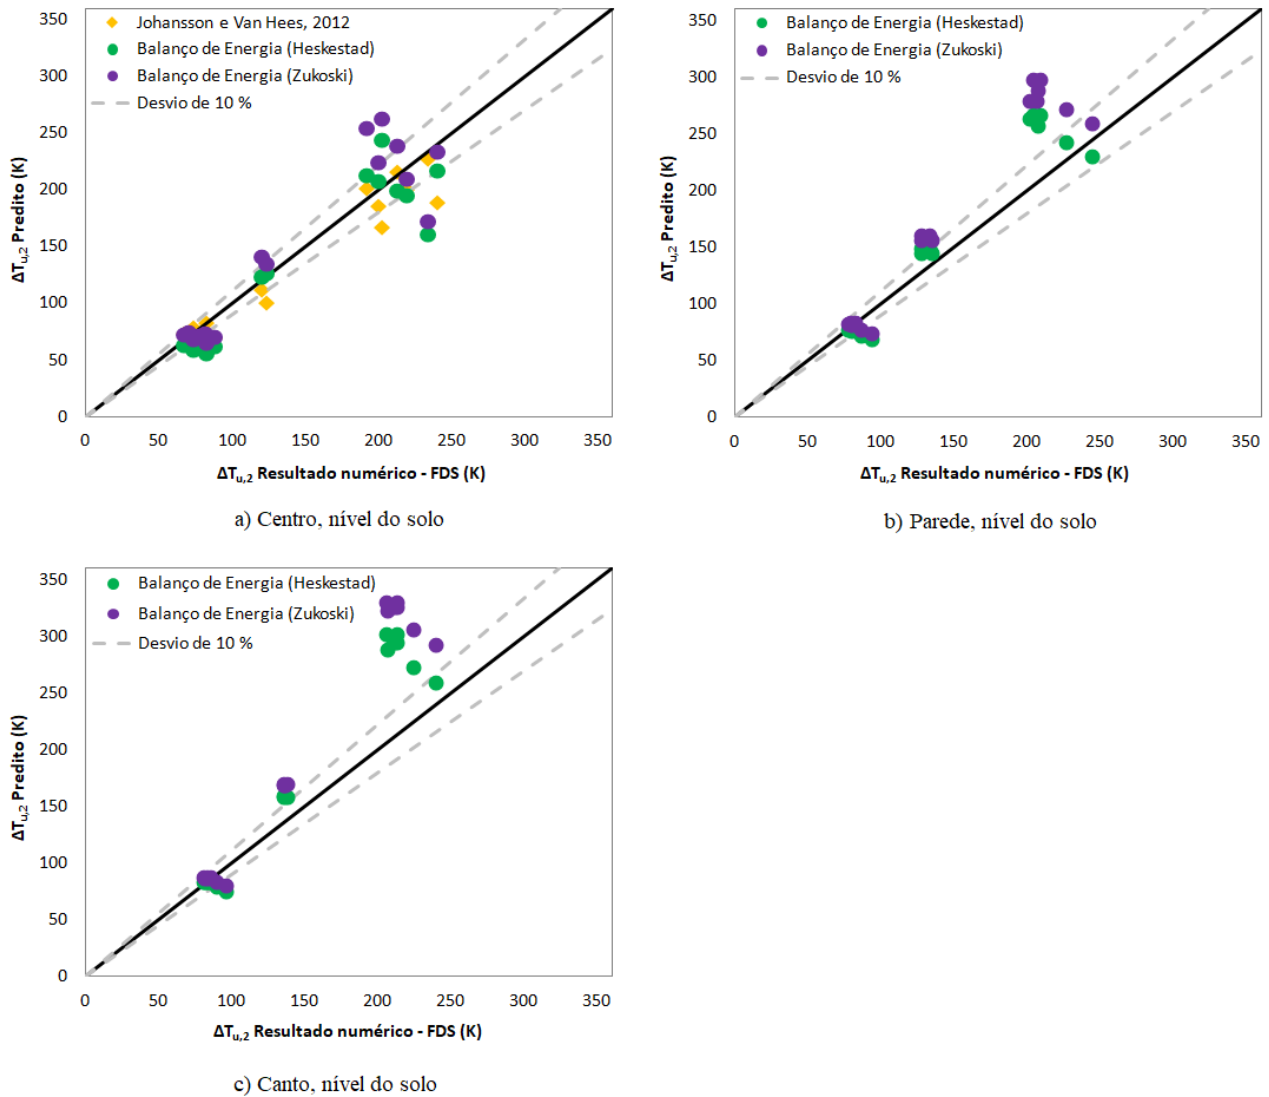 Johansson e Van Hees, 2012
Balanço de Energia (Heskestad)
Balanço de Energia (Zukoski)
Desvio de 10 %
350
300
250
200
150
100
50
0
ΔTu,2 Predito (K)
0 50 100 150 200 250 300 350
ΔTu,2 Resultado numérico - FDS (K)
a) Centro, nível do solo
Balanço de Energia (Heskestad)
Balanço de Energia (Zukoski)
Desvio de 10 %
350
300
250
200
150
100
50
0
ΔTu,2 Predito (K)
0 50 100 150 200 250 300 350
ΔTu,2 Resultado numérico - FDS (K)
b) Parede, nível do solo
Balanço de Energia (Heskestad)
Balanço de Energia (Zukoski)
Desvio de 10 %
350
300
250
200
150
100
50
0
ΔTu,2 Predito (K)
0 50 100 150 200 250 300 350
ΔTu,2 Resultado numérico - FDS (K)
c) Canto, nível do solo